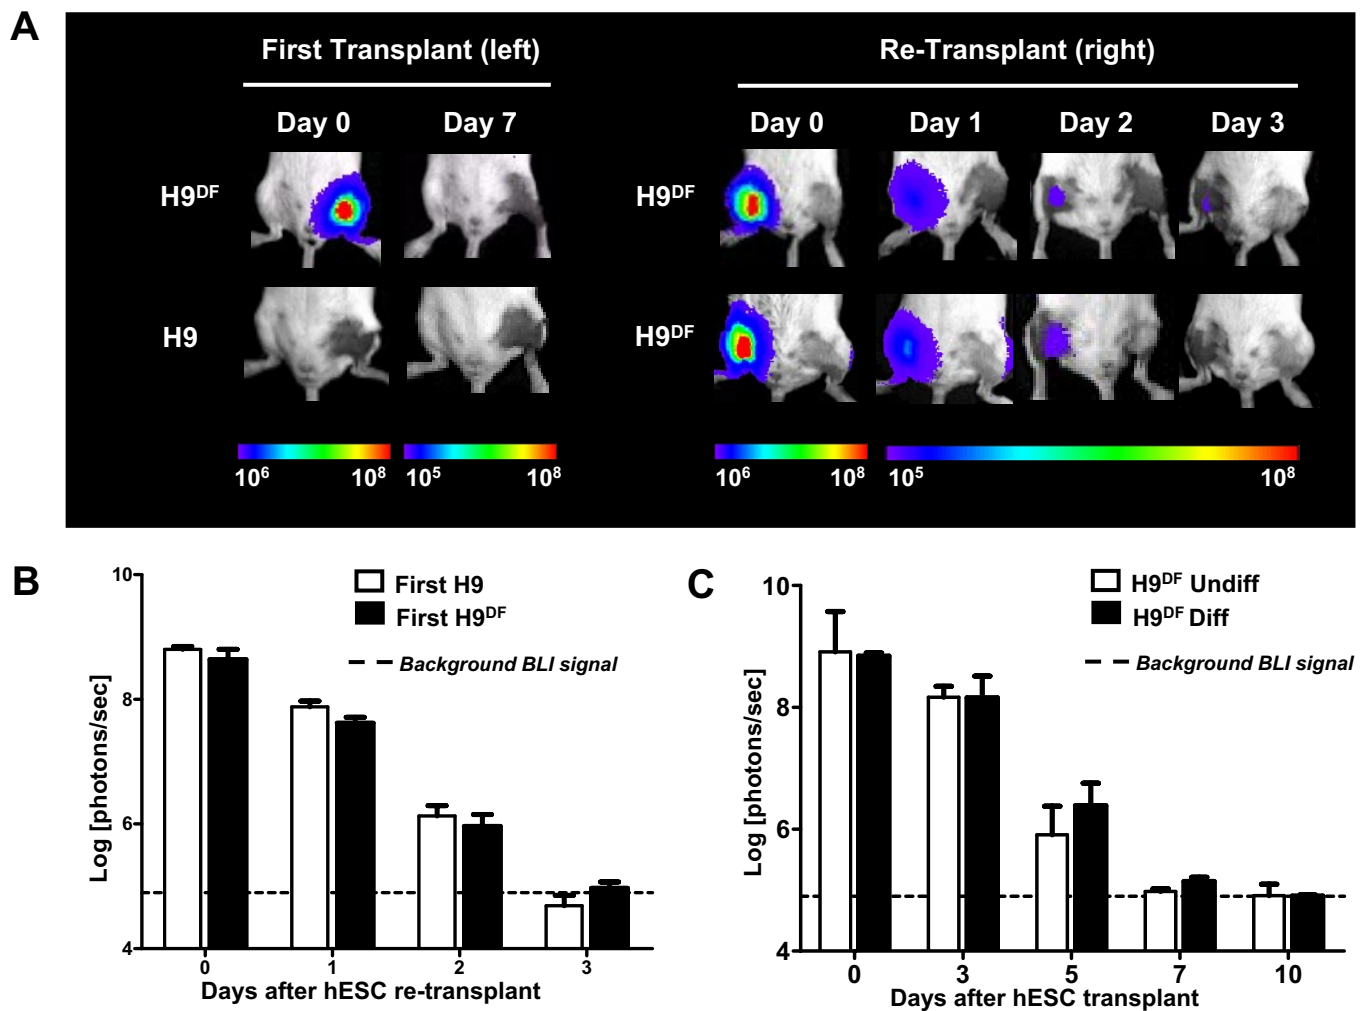 A
First Transplant (left) Re-Transplant (right)
Day 0 Day 7 Day 0 Day 1 Day 2 Day 3
H9DF H9DF
H9 H9DF
10⁶ 10⁸ 10⁵ 10⁸ 10⁶ 10⁸ 10⁵ 10⁸
B
10
8
6
4
Log [photons/sec]
First H9
First H9DF
Background BLI signal
0 1 2 3
Days after hESC re-transplant
C
10
8
6
4
Log [photons/sec]
H9DF Undiff
H9DF Diff
Background BLI signal
0 3 5 7 10
Days after hESC transplant